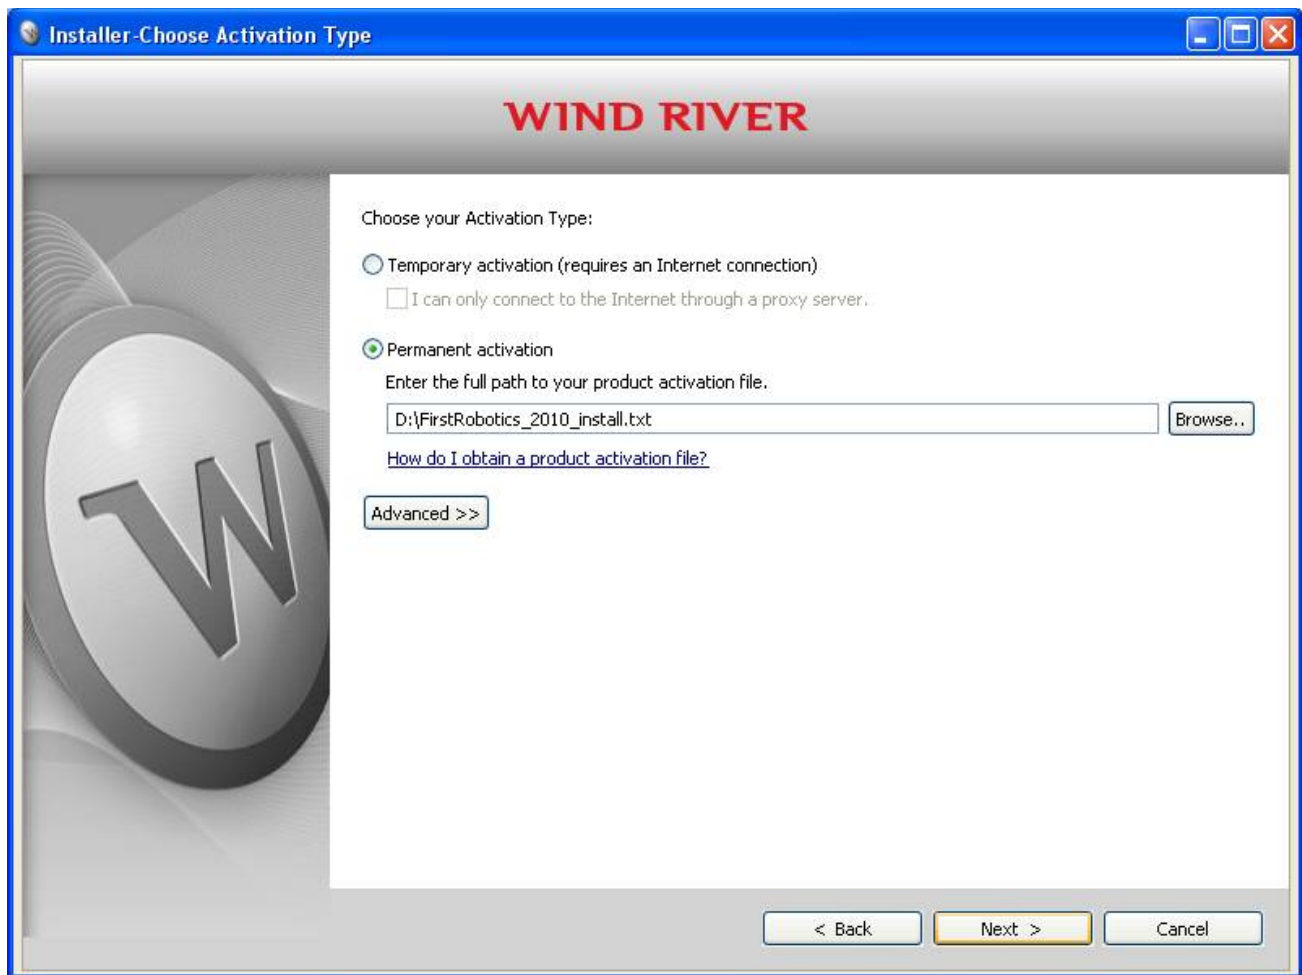 Installer-Choose Activation Type
WIND RIVER
Choose your Activation Type:
Temporary activation (requires an Internet connection)
I can only connect to the Internet through a proxy server.
Permanent activation
Enter the full path to your product activation file.
D:\FirstRobotics_2010_install.txt
Browse..
How do I obtain a product activation file?
Advanced >>
W
< Back
Next >
Cancel